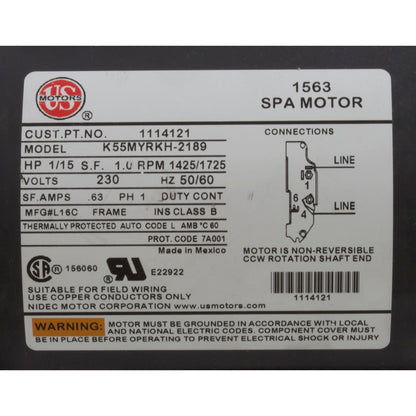 US
MOTORS
®
1563
SPA MOTOR
CUST.PT.NO. 1114121
MODEL K55MYRKH-2189
HP 1/15 S.F. 1.0 RPM 1425/1725
VOLTS 230 HZ 50/60
SF.AMPS .63 PH 1 DUTY CONT
MFG#L16C FRAME INS CLASS B
THERMALLY PROTECTED AUTO CODE L AMB °C 60
PROT. CODE 7A001
Made in Mexico
SA ® 156060 RU ® E22922
SUITABLE FOR FIELD WIRING
USE COPPER CONDUCTORS ONLY
NIDEC MOTOR CORPORATION www.usmotors.com
CONNECTIONS
LINE
1
6
4
LINE
MOTOR IS NON-REVERSIBLE
CCW ROTATION SHAFT END
1114121
WARNING: MOTOR MUST BE GROUNDED IN ACCORDANCE WITH LOCAL
AND NATIONAL ELECTRIC CODES. COMPONENT COVER MUST
BE IN PLACE BEFORE OPERATING TO PREVENT ELECTRICAL SHOCK OR INJURY